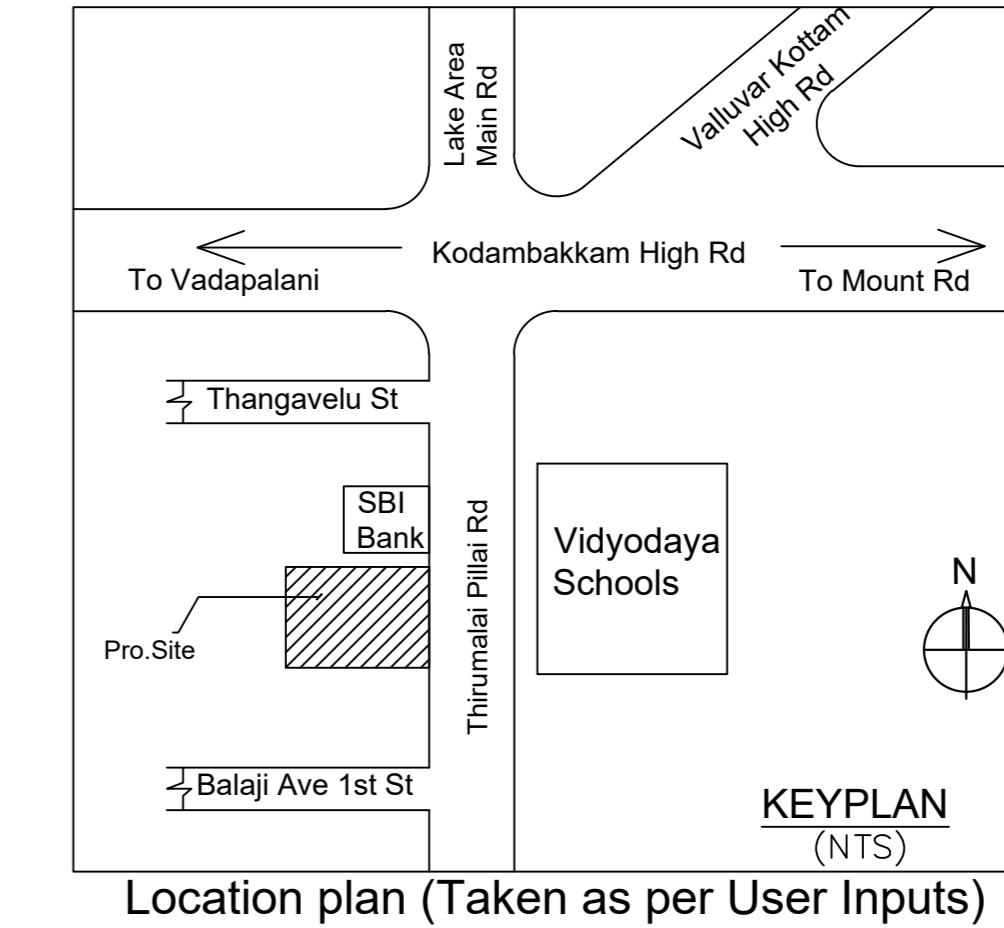 Lake Area
Main Rd
Valluvar Kottam
High Rd
Kodambakkam High Rd
To Vadapalani
To Mount Rd
Thangavelu St
SBI
Bank
Thirumalai Pillai Rd
Vidyodaya
Schools
N
Pro.Site
Balaji Ave 1st St
KEYPLAN
(NTS)
Location plan (Taken as per User Inputs)